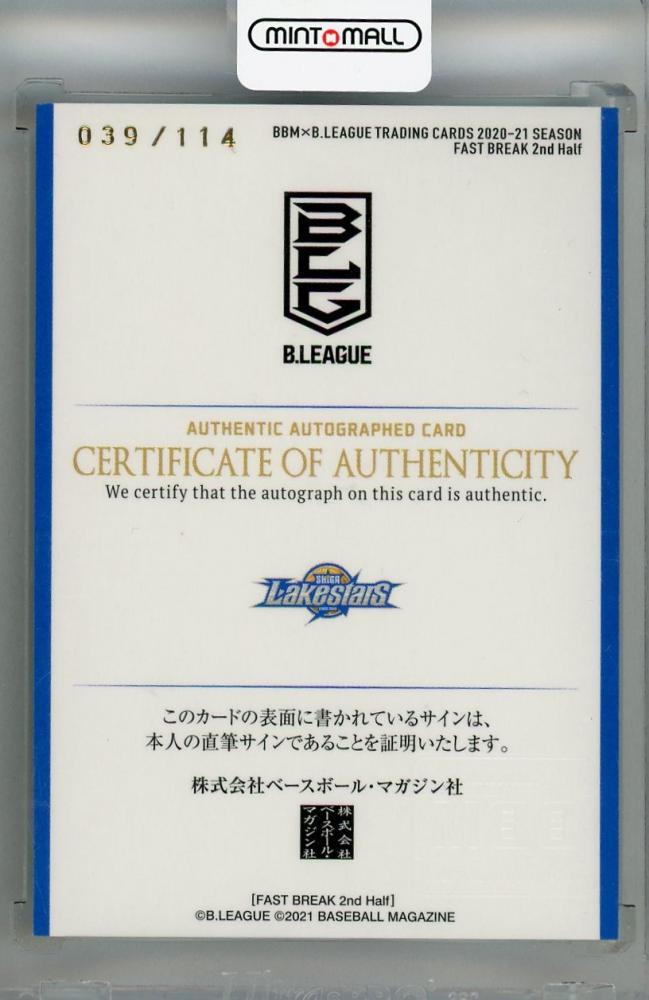 MINT MALL
039/114
BBM×B.LEAGUE TRADING CARDS 2020-21 SEASON
FAST BREAK 2nd Half
BLG
B.LEAGUE
AUTHENTIC AUTOGRAPHED CARD
CERTIFICATE OF AUTHENTICITY
We certify that the autograph on this card is authentic.
SHIGA
Lakestars
このカードの表面に書かれているサインは、
本人の直筆サインであることを証明いたします。
株式会社ベースボール・マガジン社
株式会社
ベースボール・
マガジン社
[FAST BREAK 2nd Half]
©B.LEAGUE ©2021 BASEBALL MAGAZINE